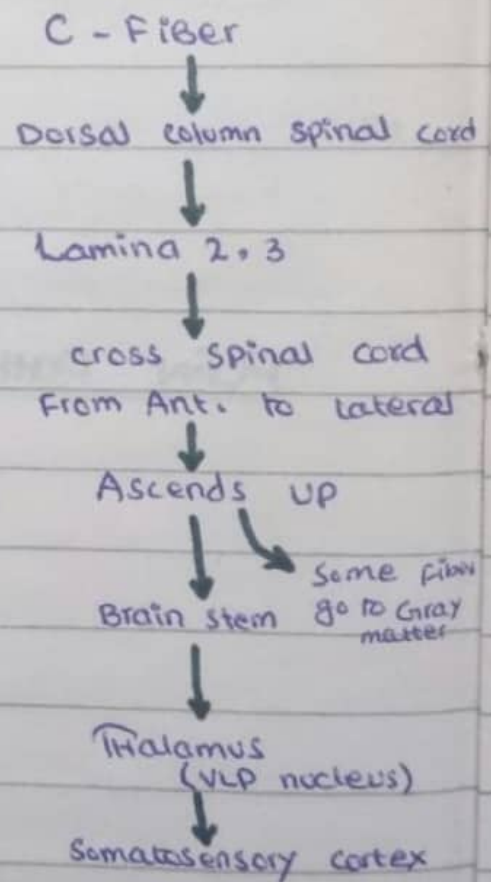 C - Fiber
Dorsal column spinal cord
Lamina 2, 3
cross spinal cord
From Ant. to lateral
Ascends up
Some fiber
Brain stem go to Gray
matter
Thalamus
(VLP nucleus)
Somatosensory cortex